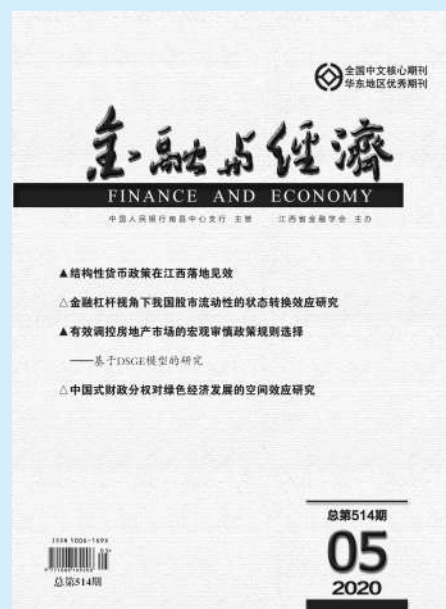 全国中文核心期刊
华东地区优秀期刊
金融与经济
FINANCE AND ECONOMY
中国人民银行南昌中心支行 主管 江西省金融学会 主办
▲结构性货币政策在江西落地见效
△金融杠杆视角下我国股市流动性的状态转换效应研究
▲有效调控房地产市场的宏观审慎政策规则选择
——基于DSGE模型的研究
△中国式财政分权对绿色经济发展的空间效应研究
ISSN 1006-169X
总第514期
总第514期
05
2020